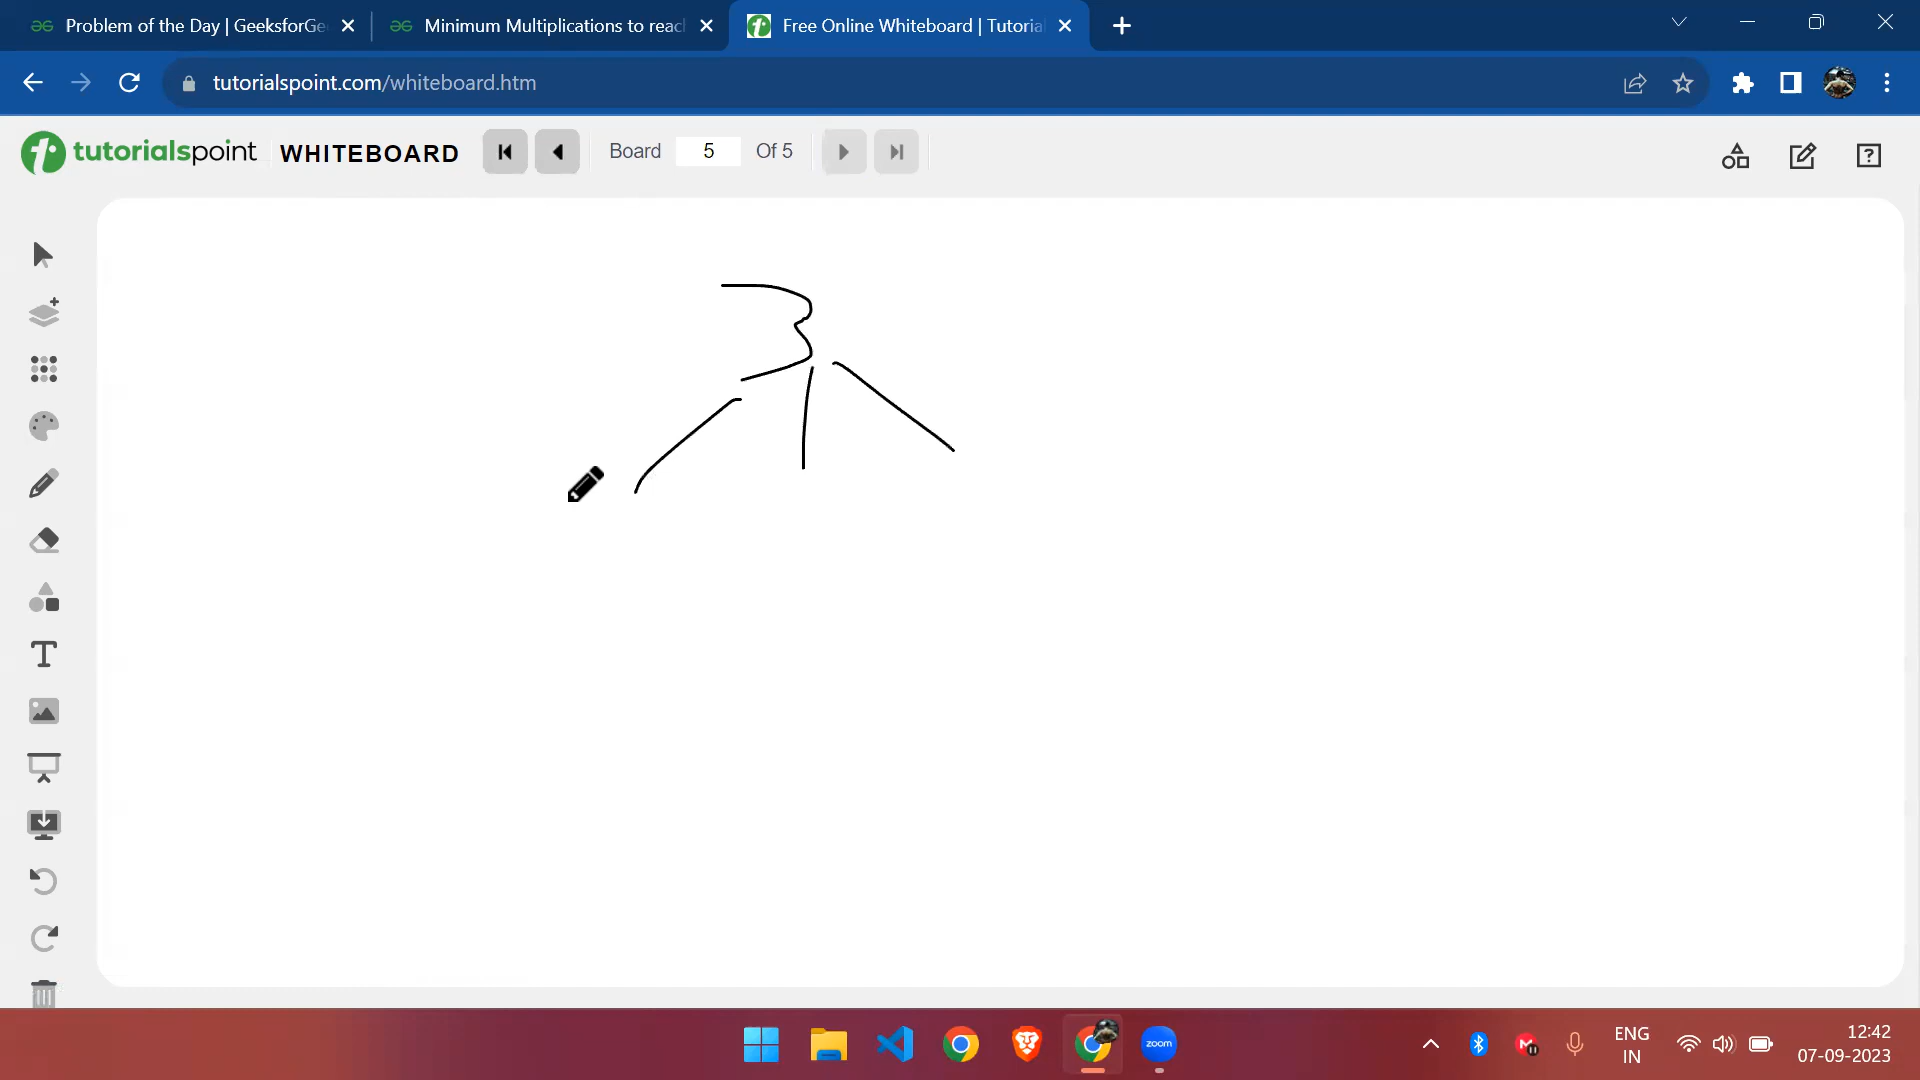 Problem of the Day | GeeksforGe
Minimum Multiplications to reac
Free Online Whiteboard | Tutoria
tutorialspoint.com/whiteboard.htm
tutorialspoint WHITEBOARD Board 5 Of 5
3
T
zoom
ENG
IN
12:42
07-09-2023